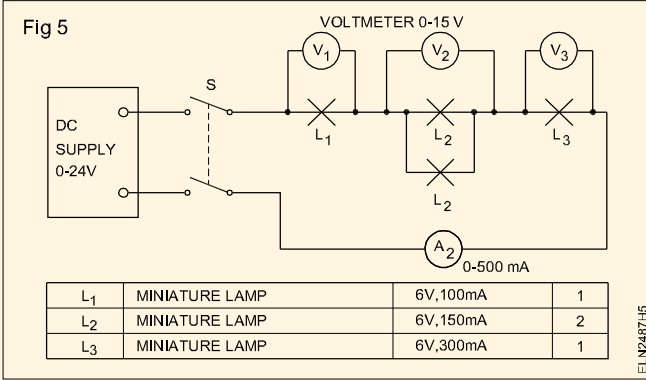 Fig 5
VOLTMETER 0-15 V
V1
V2
V3
S
DC
SUPPLY
0-24V
L1
L2
L3
L2
A2
0-500 mA
L1 MINIATURE LAMP 6V,100mA 1
L2 MINIATURE LAMP 6V,150mA 2
L3 MINIATURE LAMP 6V,300mA 1
ELN2487H5